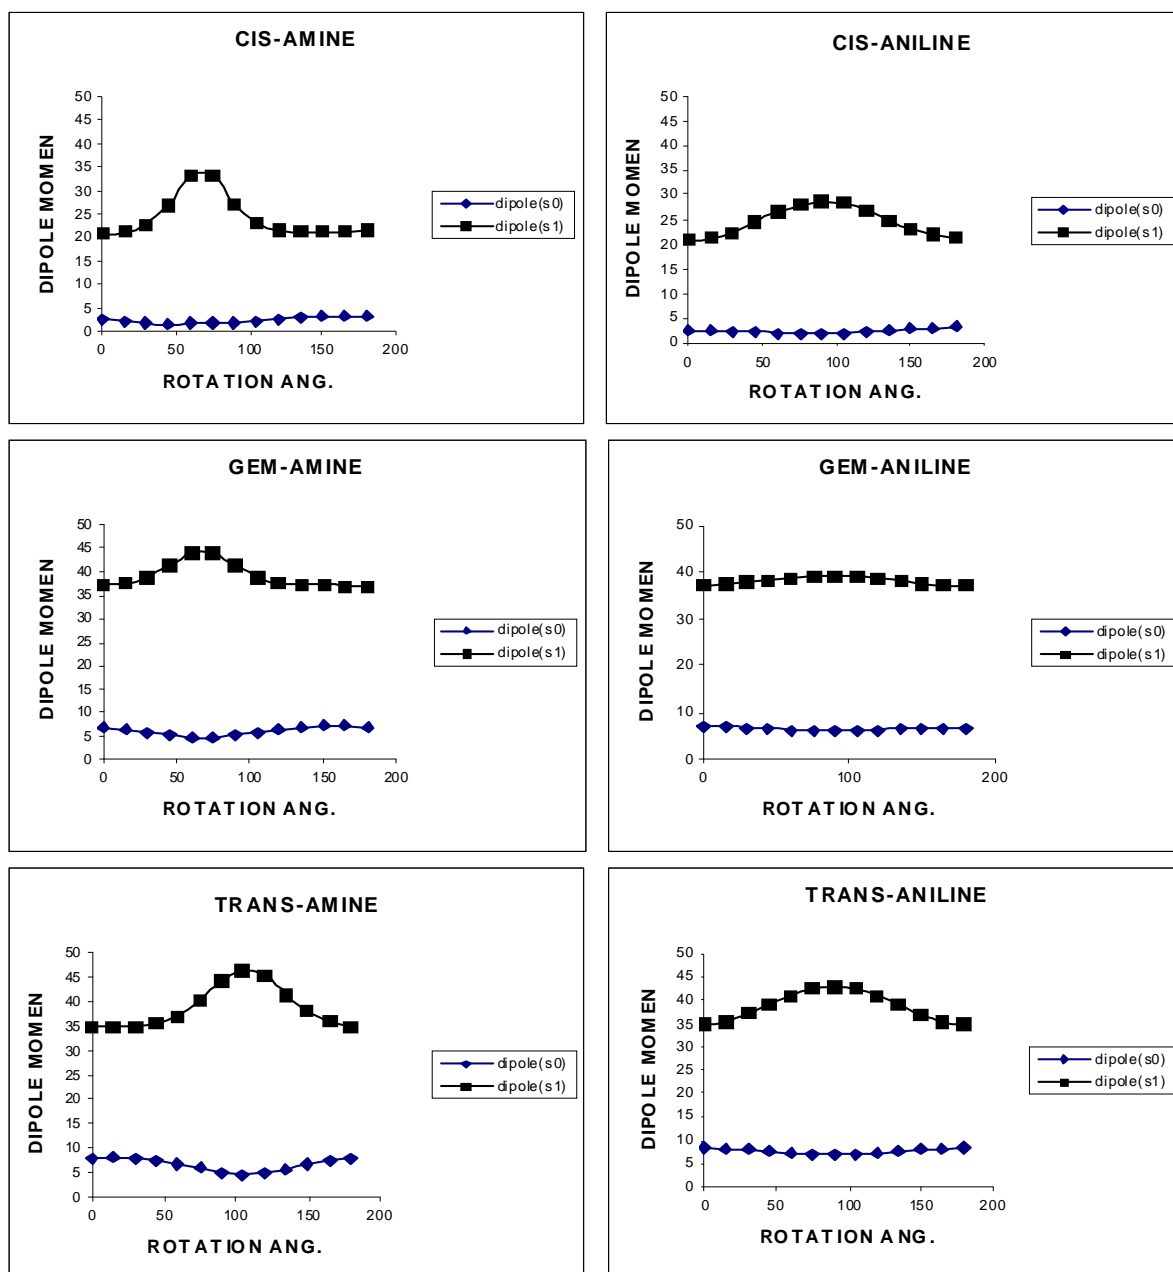 CIS-AMINE
50
45
40
35
30
25
20
15
10
5
0
0 50 100 150 200
DIPOLE MOMEN
ROTATION ANG.
dipole(s0)
dipole(s1)
CIS-ANILINE
50
45
40
35
30
25
20
15
10
5
0
0 50 100 150 200
DIPOLE MOMEN
ROTATION ANG.
dipole(s0)
dipole(s1)
GEM-AMINE
50
45
40
35
30
25
20
15
10
5
0
0 50 100 150 200
DIPOLE MOMEN
ROTATION ANG.
dipole(s0)
dipole(s1)
GEM-ANILINE
50
40
30
20
10
0
0 100 200
DIPOLE MOMEN
ROTATION ANG.
dipole(s0)
dipole(s1)
TRANS-AMINE
50
45
40
35
30
25
20
15
10
5
0
0 50 100 150 200
DIPOLE MOMEN
ROTATION ANG.
dipole(s0)
dipole(s1)
TRANS-ANILINE
50
45
40
35
30
25
20
15
10
5
0
0 50 100 150 200
DIPOLE MOMEN
ROTATION ANG.
dipole(s0)
dipole(s1)